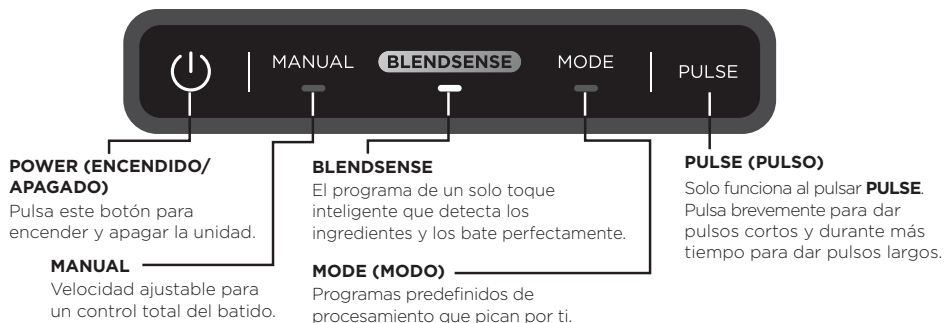 MANUAL
BLENDSENSE
MODE
PULSE
POWER (ENCENDIDO/
APAGADO)
Pulsa este botón para
encender y apagar la unidad.
MANUAL
Velocidad ajustable para
un control total del batido.
BLENDSENSE
El programa de un solo toque
inteligente que detecta los
ingredientes y los bate perfectamente.
MODE (MODO)
Programas predefinidos de
procesamiento que pican por ti.
PULSE (PULSO)
Solo funciona al pulsar PULSE.
Pulsa brevemente para dar
pulsos cortos y durante más
tiempo para dar pulsos largos.